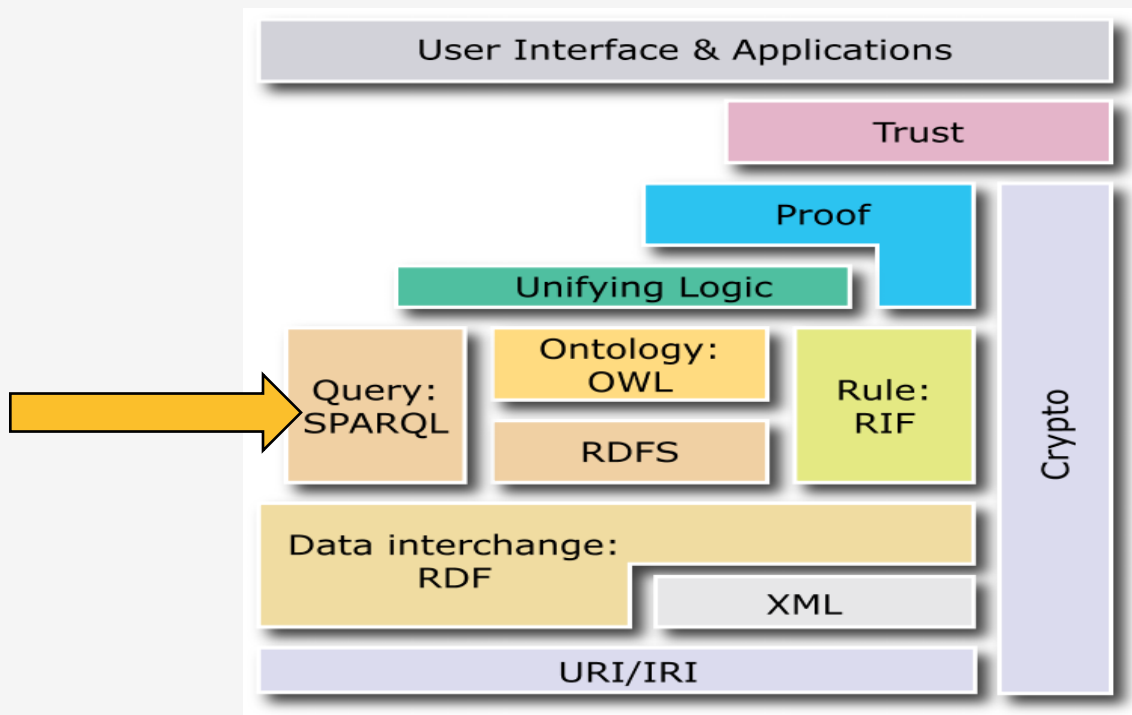 User Interface & Applications
Trust
Proof
Unifying Logic
Query:
SPARQL
Ontology:
OWL
RDFS
Rule:
RIF
Crypto
Data interchange:
RDF
XML
URI/IRI